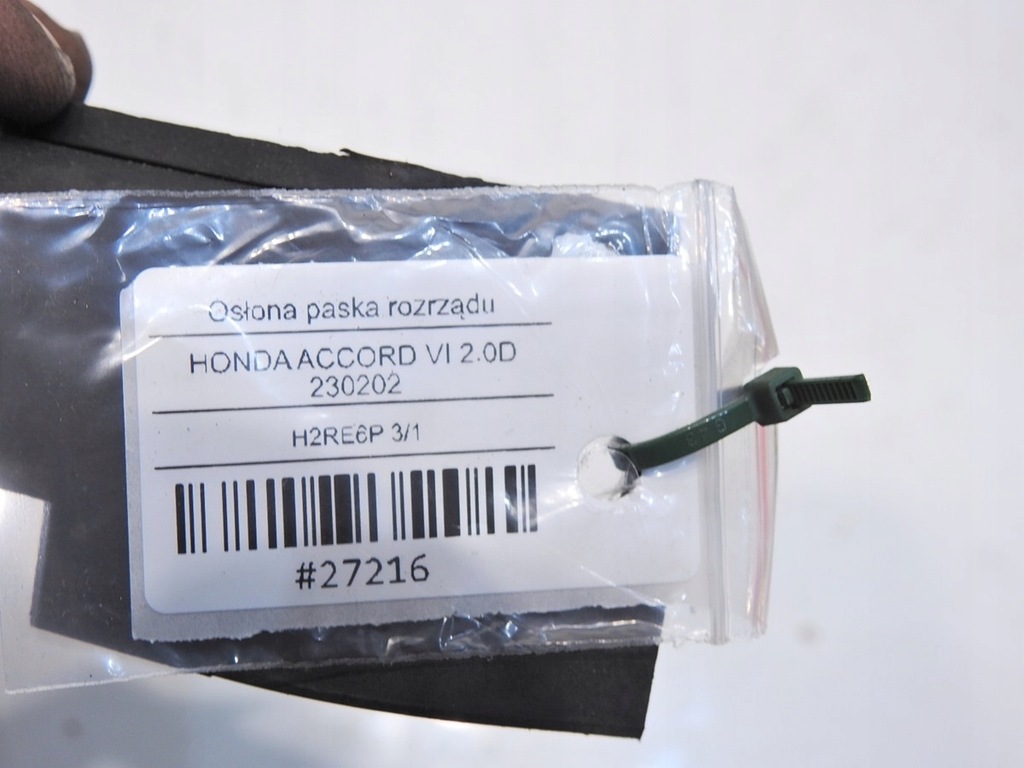 Osłona paska rozrządu
HONDA ACCORD VI 2.0D
230202
H2RE6P 3/1
#27216